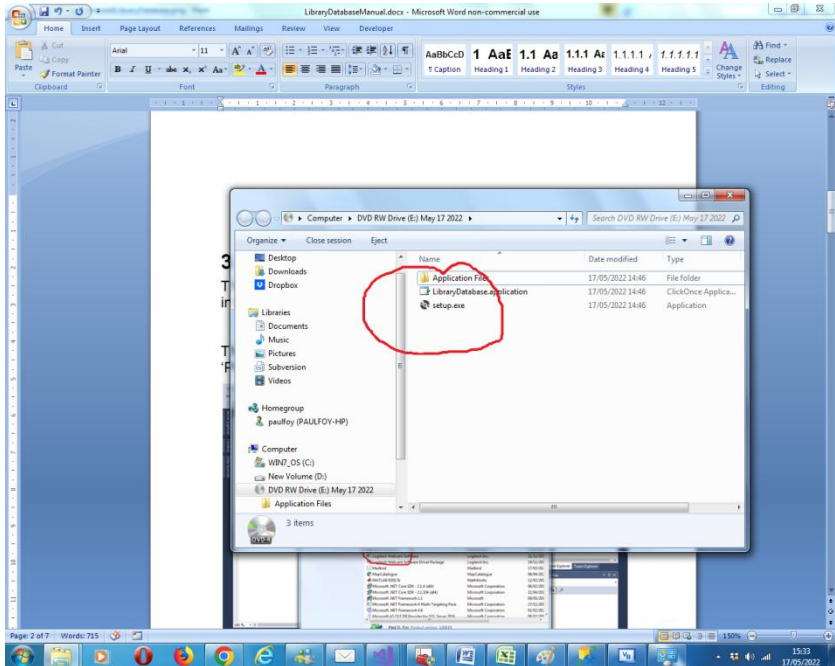 LibraryDatabaseManual.docx - Microsoft Word non-commercial use
Home Insert Page Layout References Mailings Review View Developer
Paste
Cut
Copy
Format Painter
Clipboard
Arial 11
B I U abc
Font
Paragraph
AaBbCcD 1 AaE 1.1 Aa 1.1.1 Aa 1.1.1.1 1.1.1.1.1
¶ Caption Heading 1 Heading 2 Heading 3 Heading 4 Heading 5
Change Styles
Styles
Find
Replace
Select
Editing
3
T
in
T
'F
Computer DVD RW Drive (E:) May 17 2022
Search DVD RW Drive (E:) May 17 2022
Organize Close session Eject
Desktop
Downloads
Dropbox
Libraries
Documents
Music
Pictures
Subversion
Videos
Homegroup
paulfoy (PAULFOY-HP)
Computer
WIN7_OS (C:)
New Volume (D:)
DVD RW Drive (E:) May 17 2022
Application Files
Name Date modified Type
Application Files 17/05/2022 14:46 File folder
LibraryDatabase.application 17/05/2022 14:46 ClickOnce Applica...
setup.exe 17/05/2022 14:46 Application
3 items
DVD-R
Page: 2 of 7 Words: 715
150%
15:33
17/05/2022